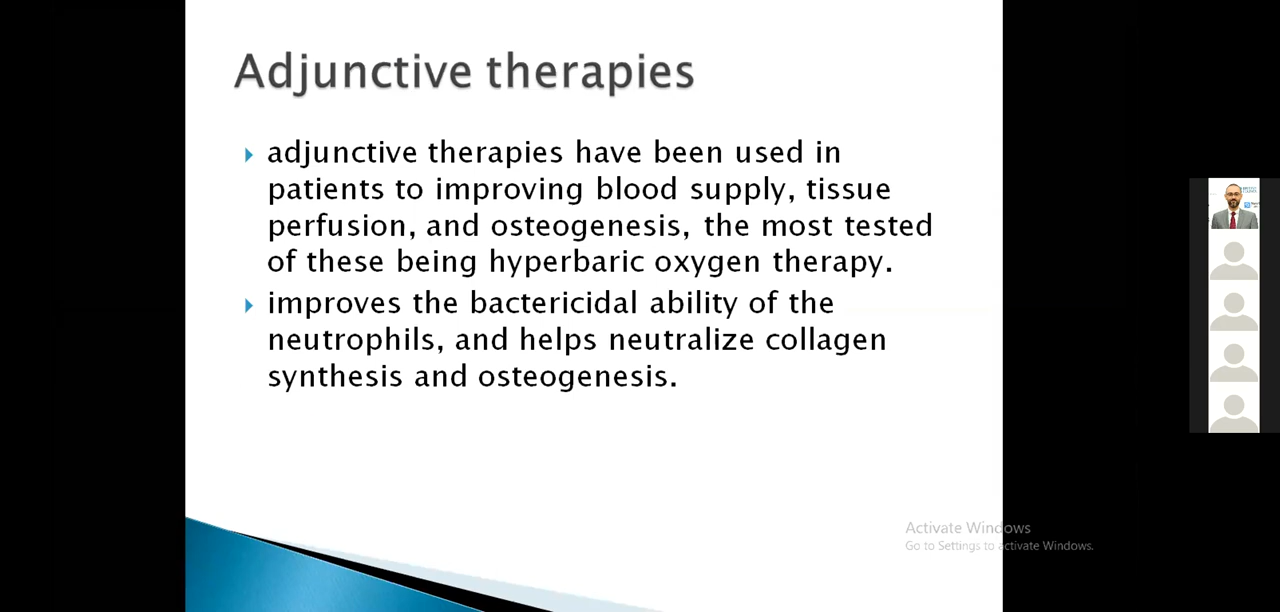 Adjunctive therapies
adjunctive therapies have been used in
patients to improving blood supply, tissue
perfusion, and osteogenesis, the most tested
of these being hyperbaric oxygen therapy.
improves the bactericidal ability of the
neutrophils, and helps neutralize collagen
synthesis and osteogenesis.
Activate Windows
Go to Settings to activate Windows.